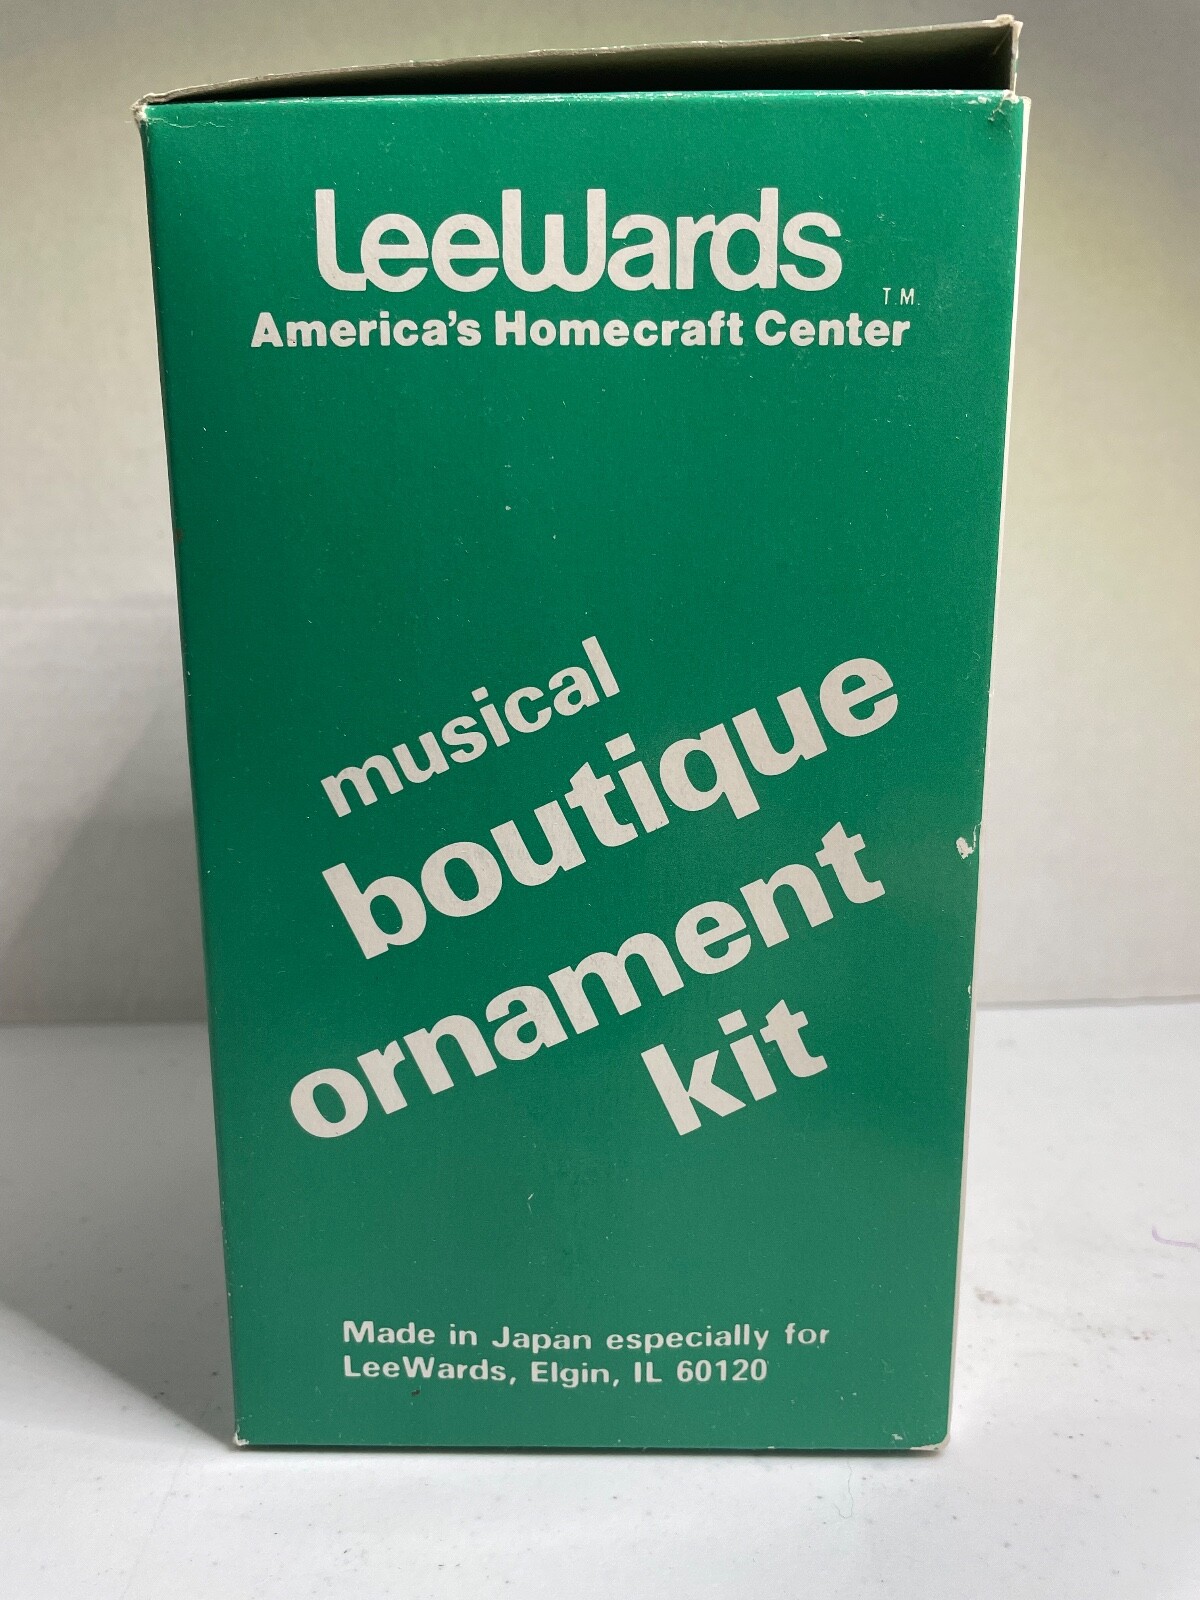 LeeWards
T.M.
America's Homecraft Center
musical
boutique
ornament
kit
Made in Japan especially for
LeeWards, Elgin, IL 60120